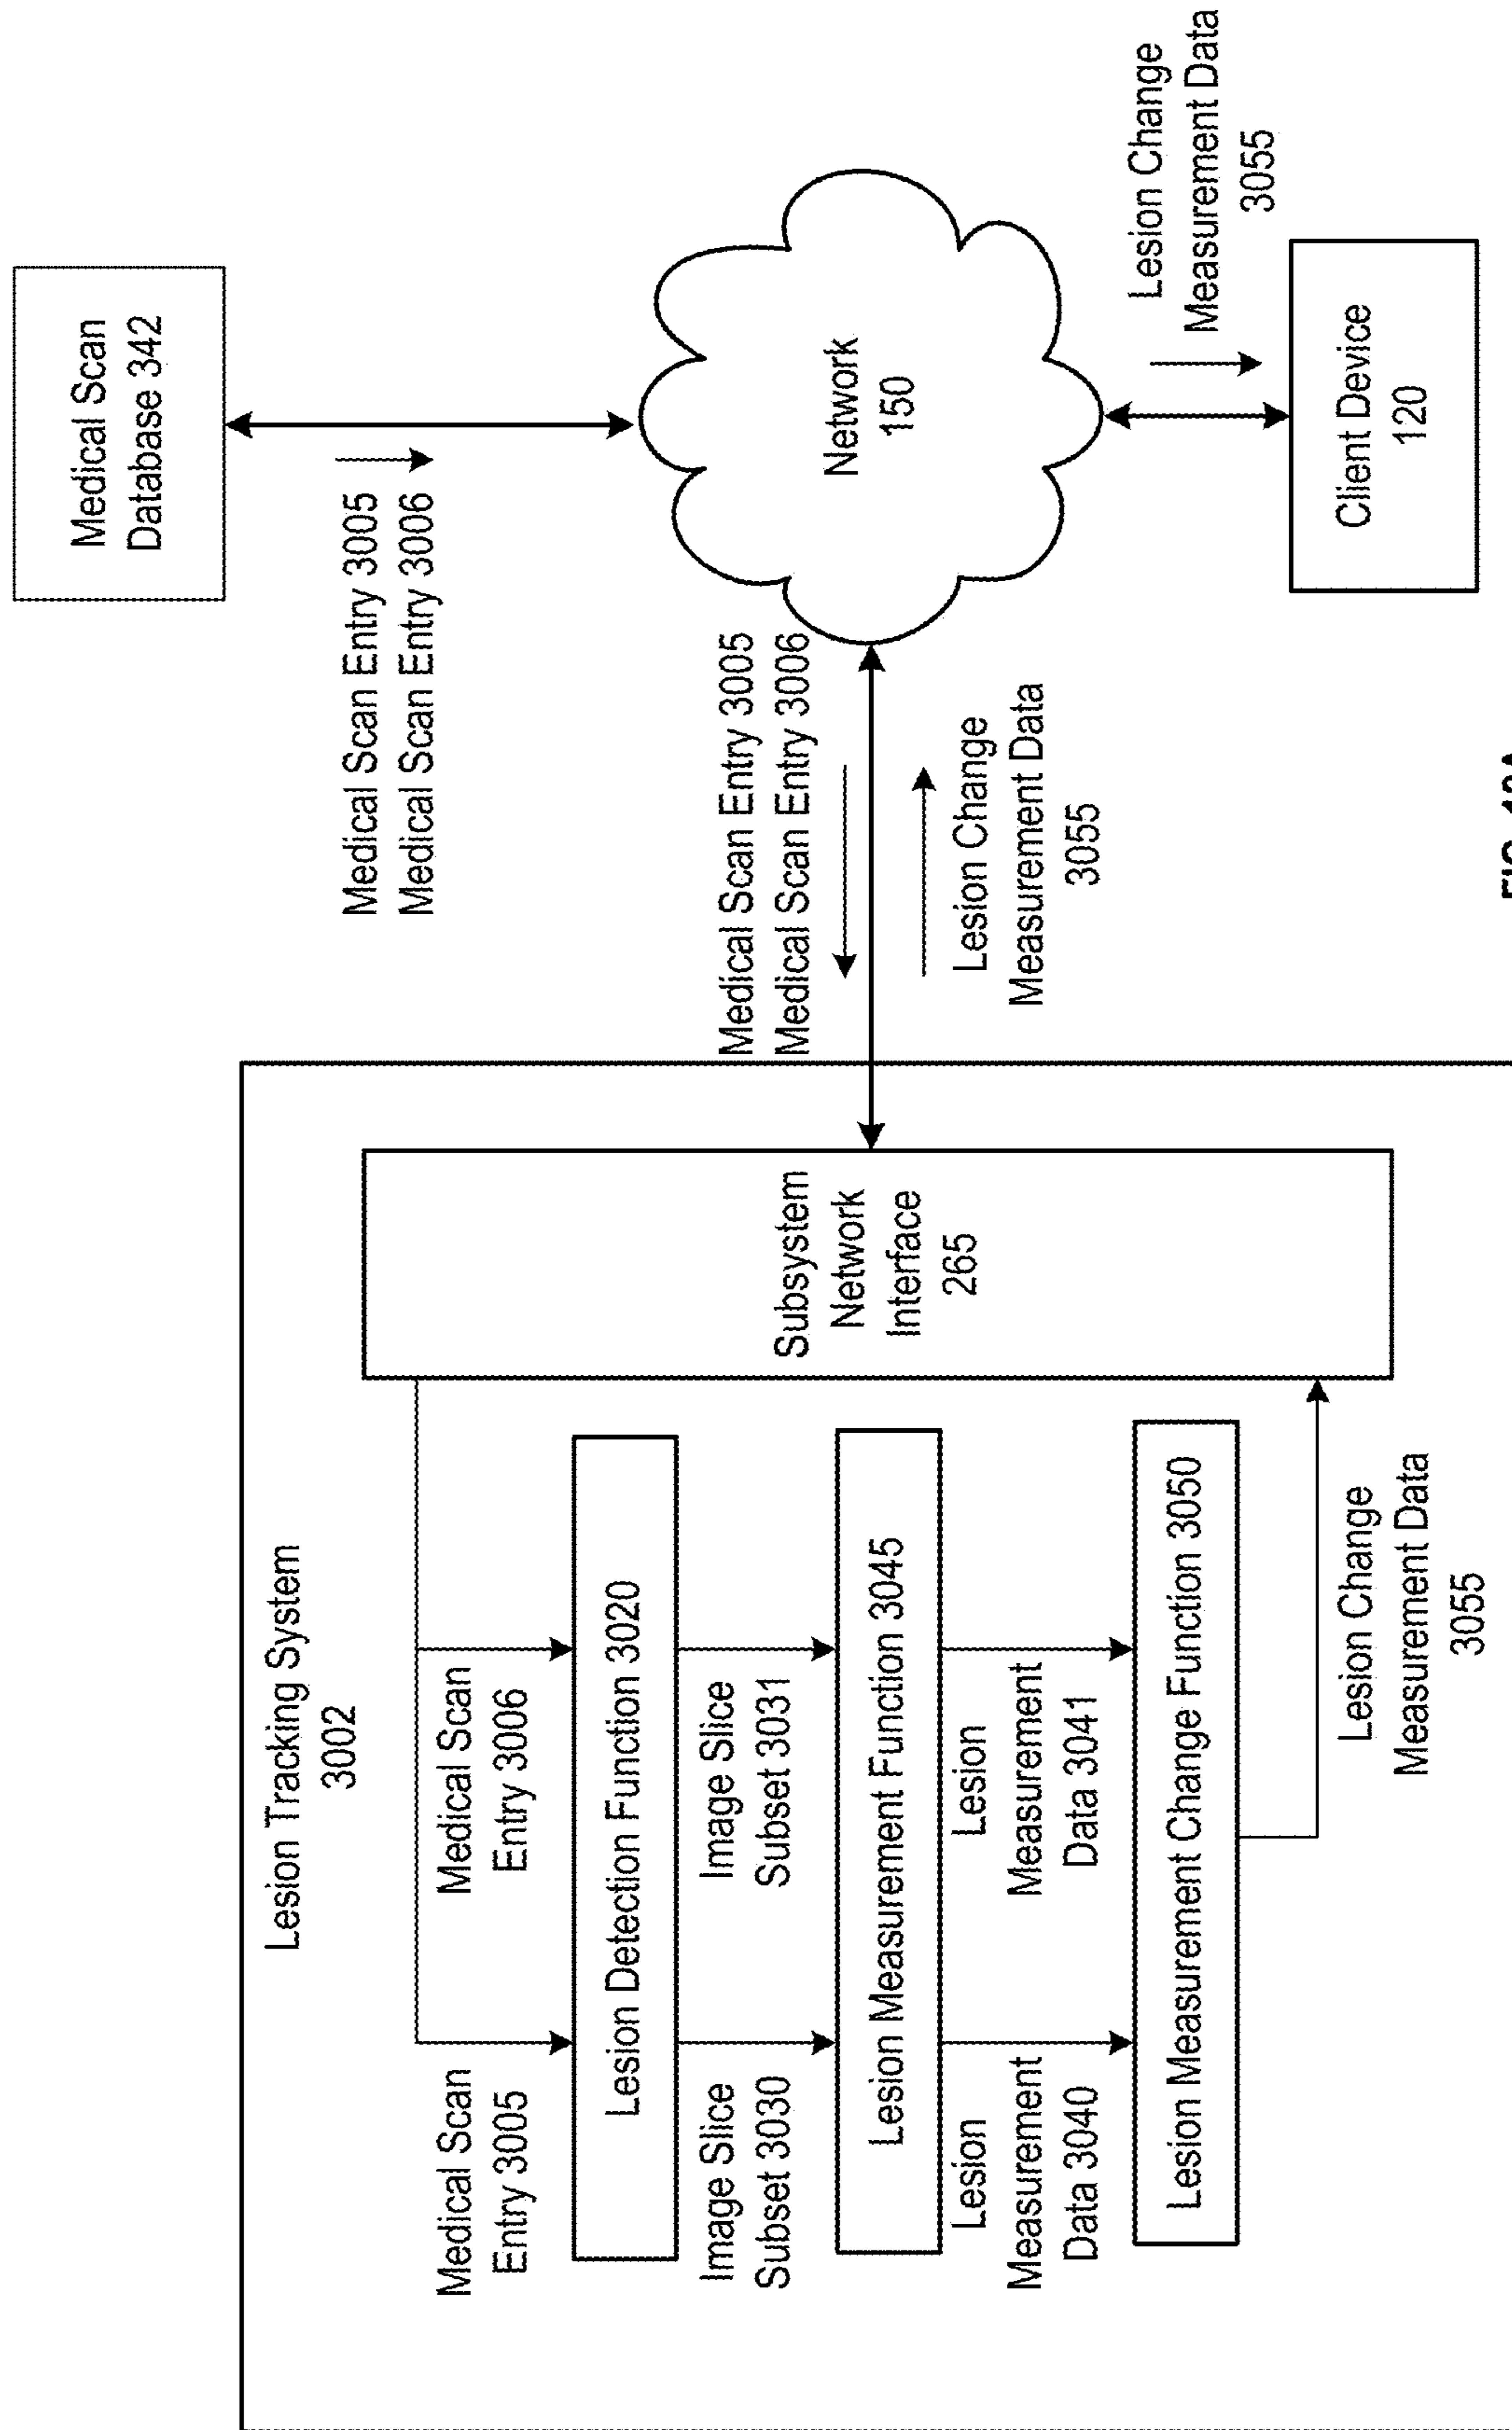 Lesion Tracking System
3002
Medical Scan
Entry 3005
Medical Scan
Entry 3006
Lesion Detection Function 3020
Image Slice
Subset 3030
Image Slice
Subset 3031
Lesion Measurement Function 3045
Lesion
Measurement
Data 3040
Lesion
Measurement
Data 3041
Lesion Measurement Change Function 3050
Lesion Change
Measurement Data
3055
Subsystem
Network
Interface
265
Medical Scan Entry 3005
Medical Scan Entry 3006
Lesion Change
Measurement Data
3055
Medical Scan
Database 342
Medical Scan Entry 3005
Medical Scan Entry 3006
Network
150
Lesion Change
Measurement Data
3055
Client Device
120